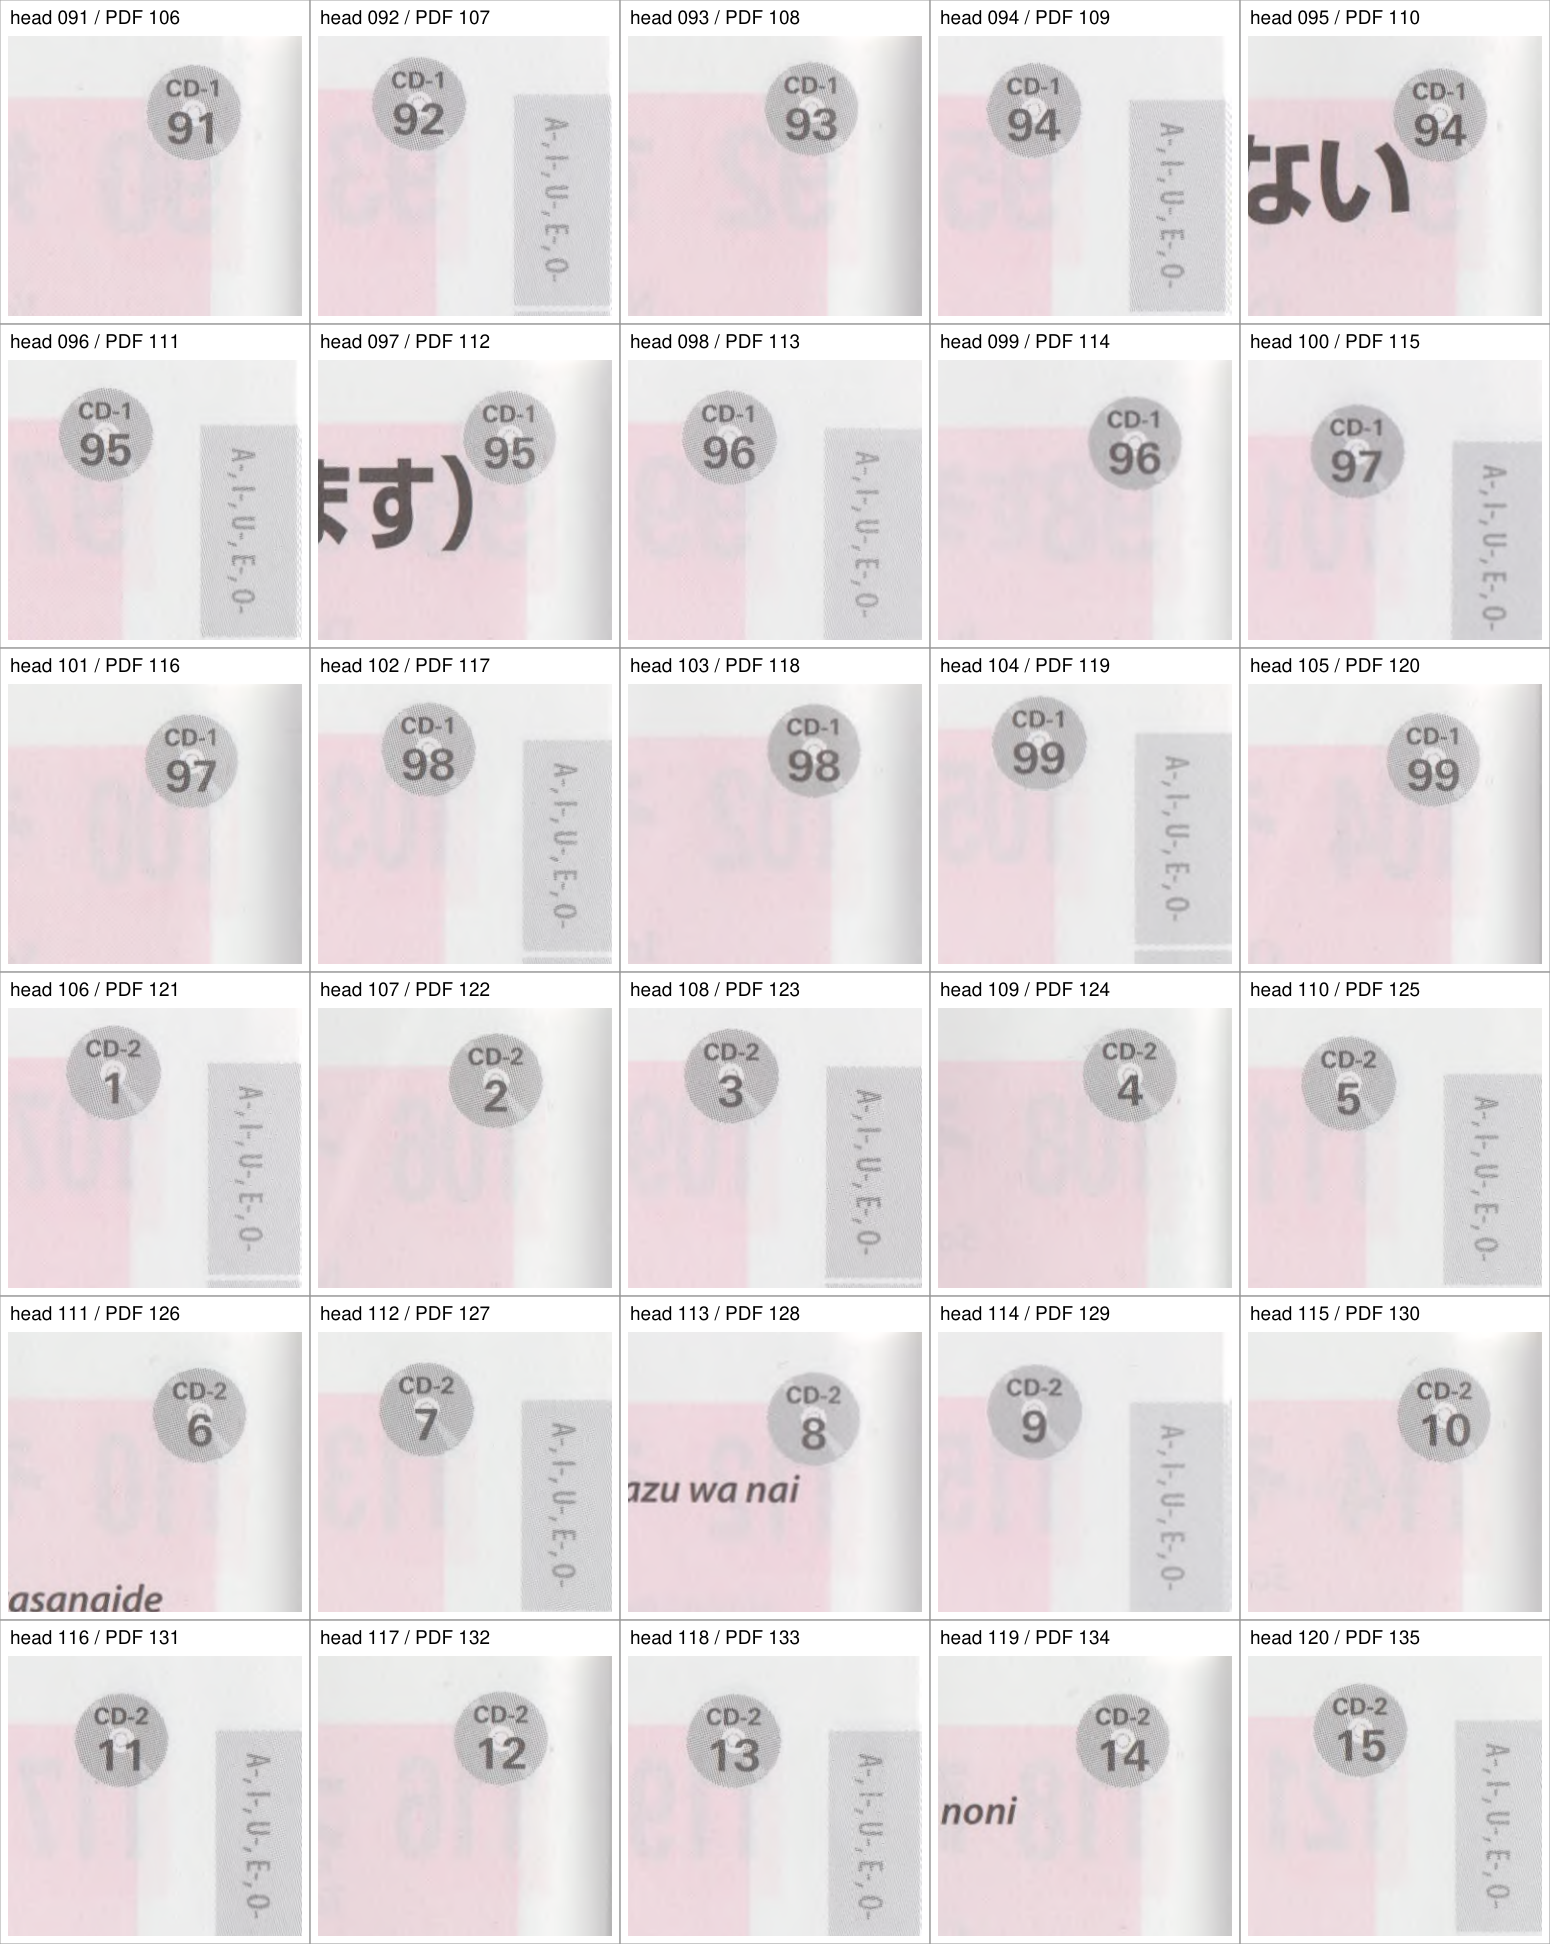 head 091 / PDF 106
CD-1
91
head 092 / PDF 107
CD-1
92
A-, I-, U-, E-, O-
head 093 / PDF 108
CD-1
93
head 094 / PDF 109
CD-1
94
A-, I-, U-, E-, O-
head 095 / PDF 110
CD-1
94
ない
head 096 / PDF 111
CD-1
95
A-, I-, U-, E-, O-
head 097 / PDF 112
CD-1
95
ます)
head 098 / PDF 113
CD-1
96
A-, I-, U-, E-, O-
head 099 / PDF 114
CD-1
96
head 100 / PDF 115
CD-1
97
A-, I-, U-, E-, O-
head 101 / PDF 116
CD-1
97
head 102 / PDF 117
CD-1
98
A-, I-, U-, E-, O-
head 103 / PDF 118
CD-1
98
head 104 / PDF 119
CD-1
99
A-, I-, U-, E-, O-
head 105 / PDF 120
CD-1
99
head 106 / PDF 121
CD-2
1
A-, I-, U-, E-, O-
head 107 / PDF 122
CD-2
2
head 108 / PDF 123
CD-2
3
A-, I-, U-, E-, O-
head 109 / PDF 124
CD-2
4
head 110 / PDF 125
CD-2
5
A-, I-, U-, E-, O-
head 111 / PDF 126
CD-2
6
asanaide
head 112 / PDF 127
CD-2
7
A-, I-, U-, E-, O-
head 113 / PDF 128
CD-2
8
azu wa nai
head 114 / PDF 129
CD-2
9
A-, I-, U-, E-, O-
head 115 / PDF 130
CD-2
10
head 116 / PDF 131
CD-2
11
A-, I-, U-, E-, O-
head 117 / PDF 132
CD-2
12
head 118 / PDF 133
CD-2
13
A-, I-, U-, E-, O-
head 119 / PDF 134
CD-2
14
noni
head 120 / PDF 135
CD-2
15
A-, I-, U-, E-, O-